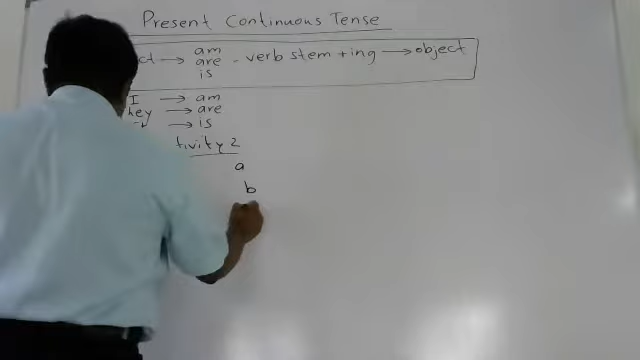 Present Continuous Tense
ct → am
are - verb stem + ing → object
is
I → am
hey → are
→ is
tivity 2
a
b